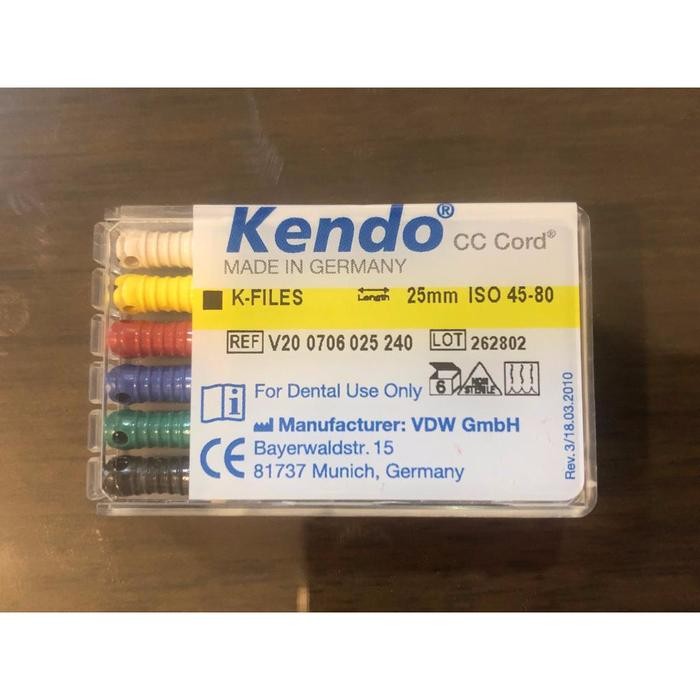 Kendo® CC Cord®
MADE IN GERMANY
K-FILES Length 25mm ISO 45-80
REF V20 0706 025 240 LOT 262802
For Dental Use Only 6 NON STERILE
Manufacturer: VDW GmbH
Bayerwaldstr. 15
CE 81737 Munich, Germany
Rev. 3/18.03.2010